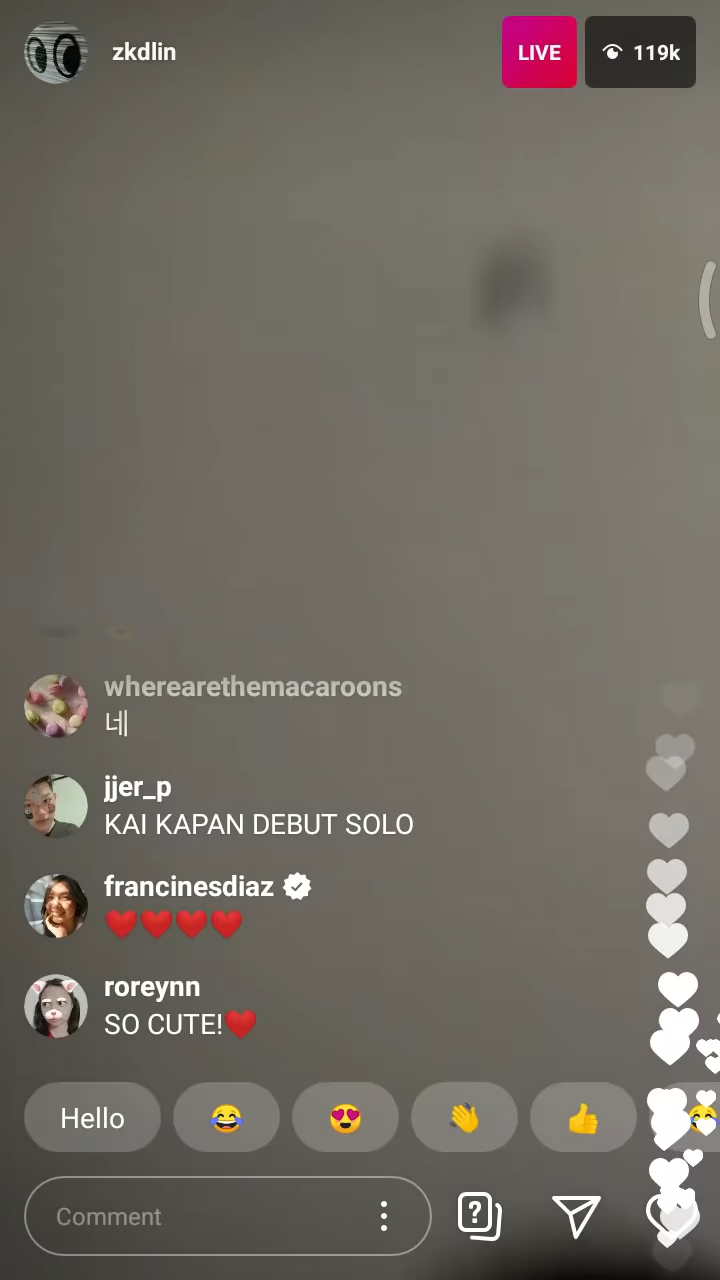 zkdlin
LIVE
119k
wherearethemacaroons
네
jjer_p
KAI KAPAN DEBUT SOLO
francinesdiaz
❤️❤️❤️❤️
roreynn
SO CUTE!❤️
Hello 😂 😍 👋 👍 😂
Comment